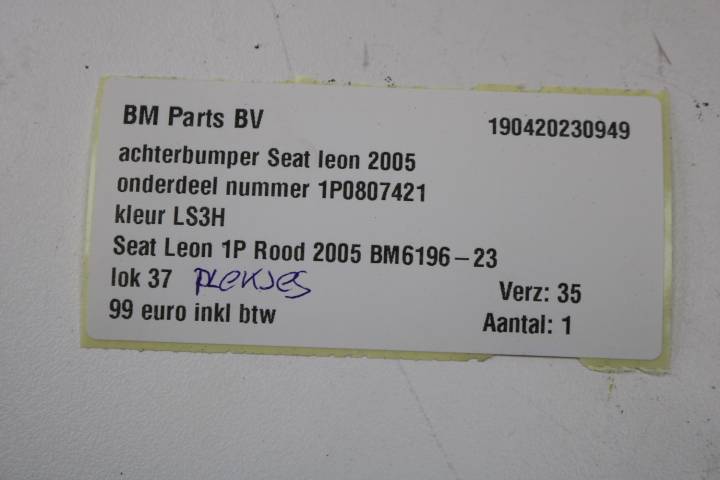 BM Parts BV 190420230949
achterbumper Seat leon 2005
onderdeel nummer 1P0807421
kleur LS3H
Seat Leon 1P Rood 2005 BM6196-23
lok 37 PLEKJES Verz: 35
99 euro inkl btw Aantal: 1